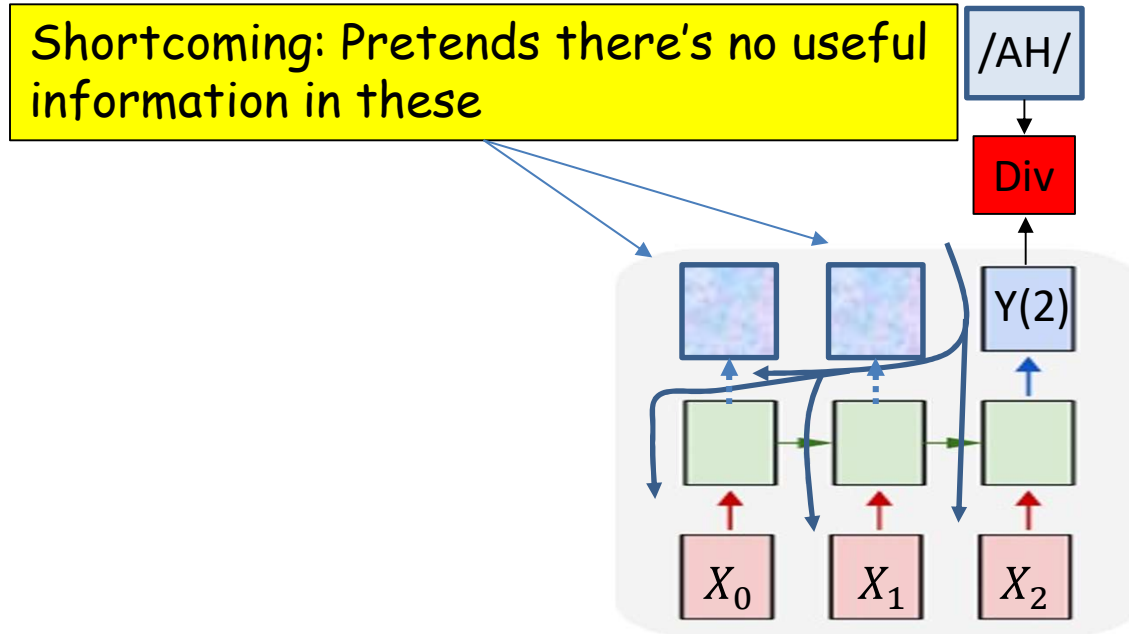 Shortcoming: Pretends there's no useful
information in these
/AH/
Div
Y(2)
X₀
X₁
X₂